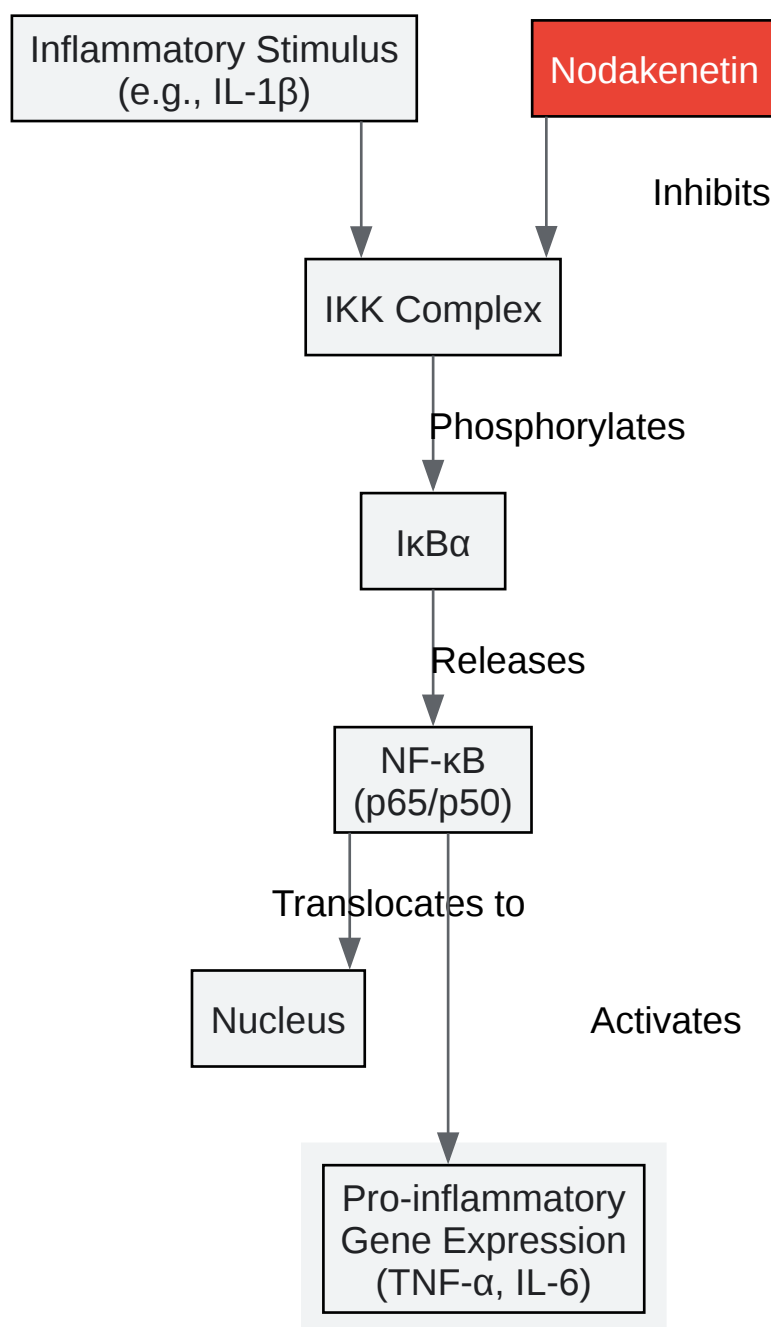 Inflammatory Stimulus
(e.g., IL-1β)
Nodakenetin
Inhibits
IKK Complex
Phosphorylates
IκBα
Releases
NF-κB
(p65/p50)
Translocates to
Nucleus
Activates
Pro-inflammatory
Gene Expression
(TNF-α, IL-6)